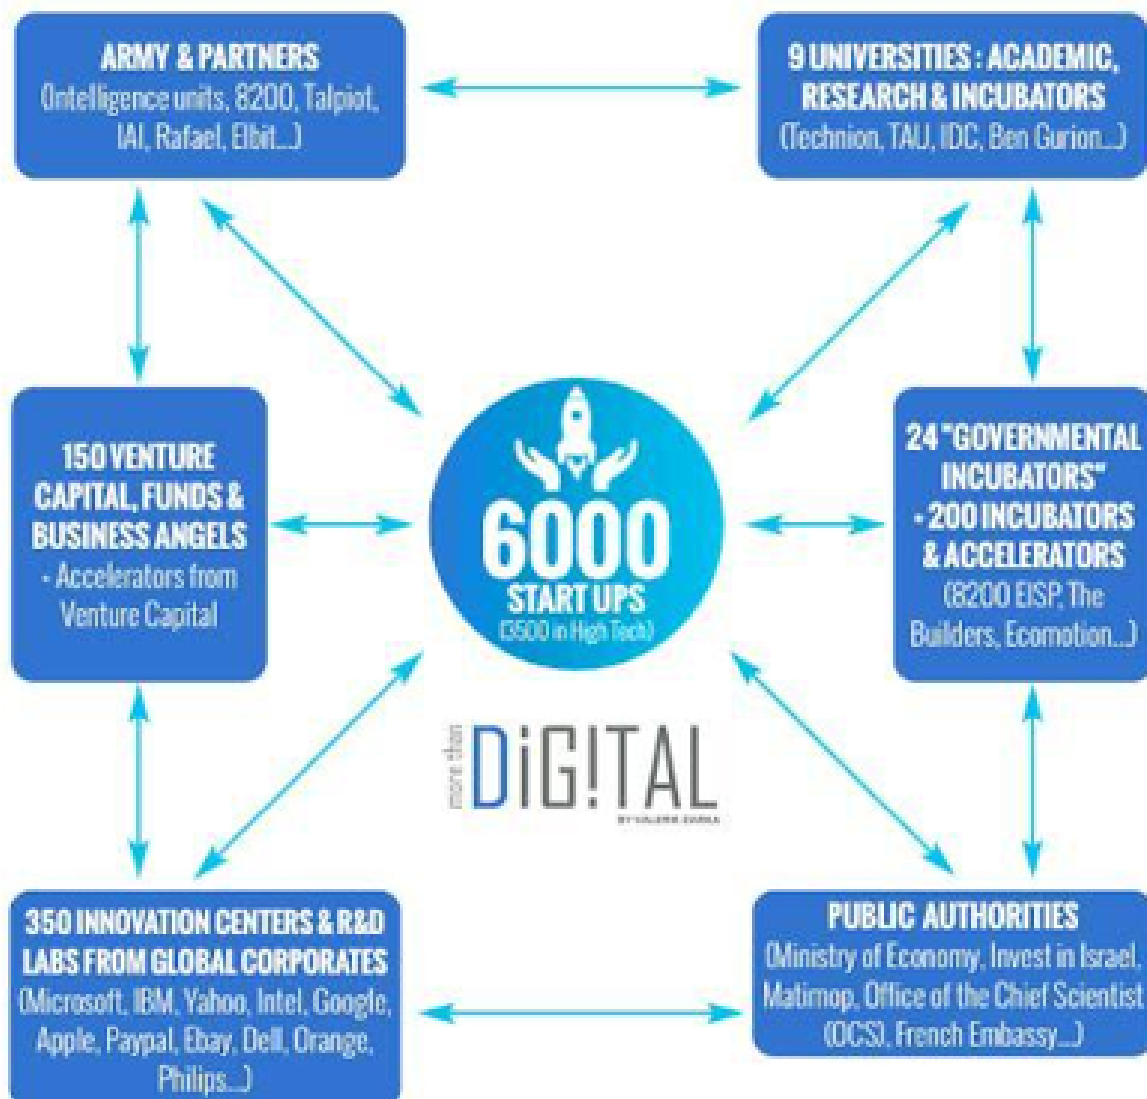 ARMY & PARTNERS
(Intelligence units, 8200, Talpiot,
IAI, Rafael, Elbit...)
9 UNIVERSITIES : ACADEMIC,
RESEARCH & INCUBATORS
(Technion, TAU, IDC, Ben Gurion...)
150 VENTURE
CAPITAL, FUNDS &
BUSINESS ANGELS
• Accelerators from
Venture Capital
6000
START UPS
(3500 in High Tech)
24 "GOVERNMENTAL
INCUBATORS"
• 200 INCUBATORS
& ACCELERATORS
(8200 EISP, The
Builders, Ecomotion...)
more than
DiG!TAL
350 INNOVATION CENTERS & R&D
LABS FROM GLOBAL CORPORATES
(Microsoft, IBM, Yahoo, Intel, Google,
Apple, Paypal, Ebay, Dell, Orange,
Philips...)
PUBLIC AUTHORITIES
(Ministry of Economy, Invest in Israel,
Matimop, Office of the Chief Scientist
(OCS), French Embassy...)